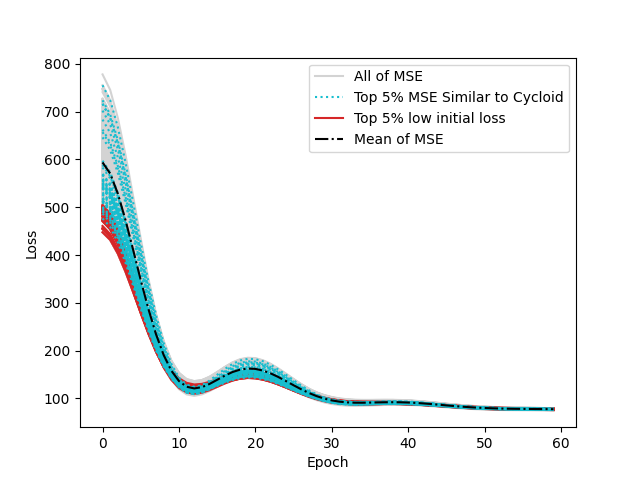 800
700
600
500
400
300
200
100
Loss
0
10
20
30
40
50
60
Epoch
All of MSE
Top 5% MSE Similar to Cycloid
Top 5% low initial loss
Mean of MSE